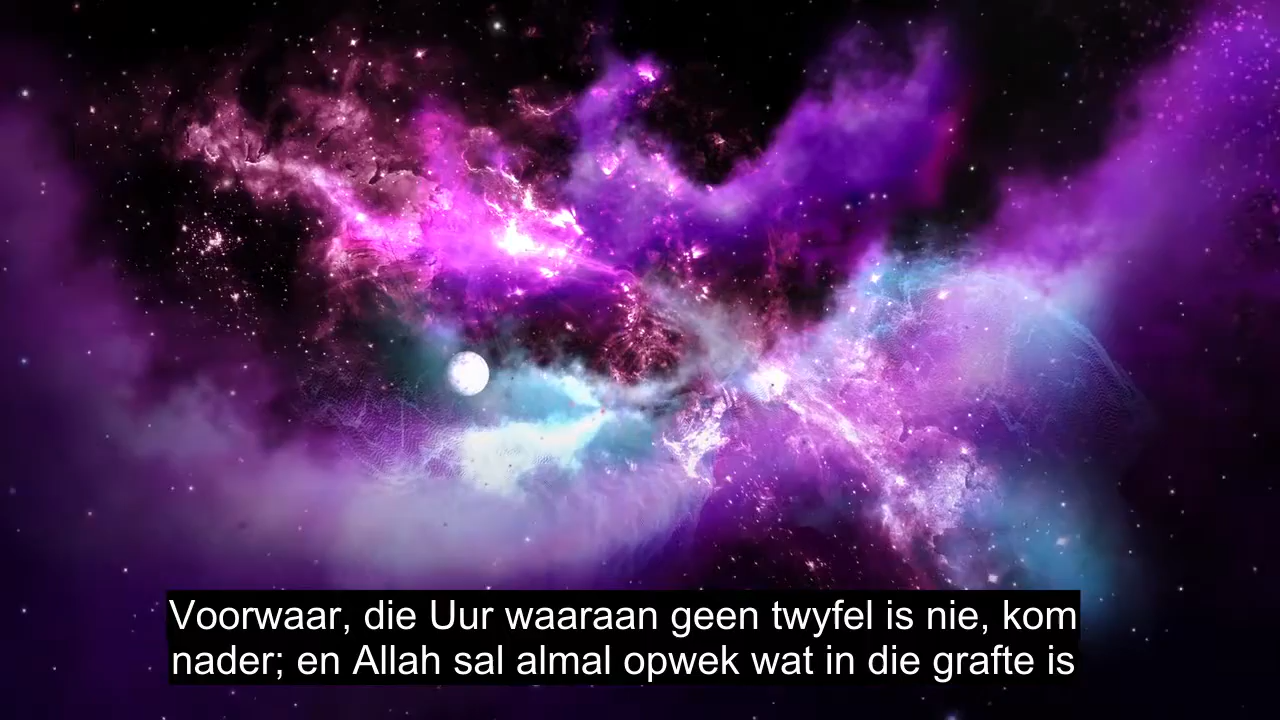 Voorwaar, die Uur waaraan geen twyfel is nie, kom
nader; en Allah sal almal opwek wat in die grafte is